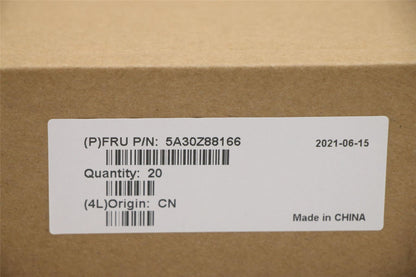 (P)FRU P/N: 5A30Z88166 2021-06-15
Quantity: 20
(4L)Origin: CN
Made in CHINA